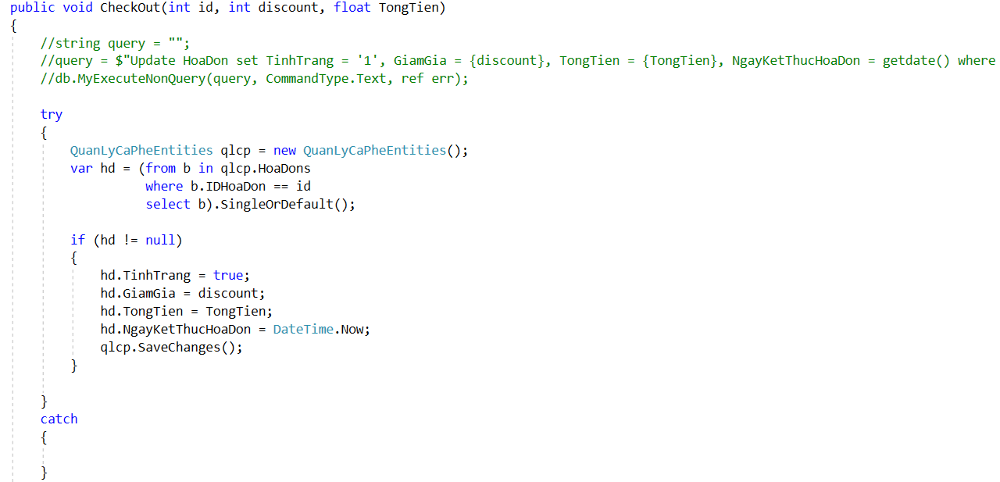 public void CheckOut(int id, int discount, float TongTien)
{
//string query = "";
//query = $"Update HoaDon set TinhTrang = '1', GiamGia = {discount}, TongTien = {TongTien}, NgayKetThucHoaDon = getdate() where
//db.MyExecuteNonQuery(query, CommandType.Text, ref err);
try
{
QuanLyCaPheEntities qlcp = new QuanLyCaPheEntities();
var hd = (from b in qlcp.HoaDons
where b.IDHoaDon == id
select b).SingleOrDefault();
if (hd != null)
{
hd.TinhTrang = true;
hd.GiamGia = discount;
hd.TongTien = TongTien;
hd.NgayKetThucHoaDon = DateTime.Now;
qlcp.SaveChanges();
}
}
catch
{
}